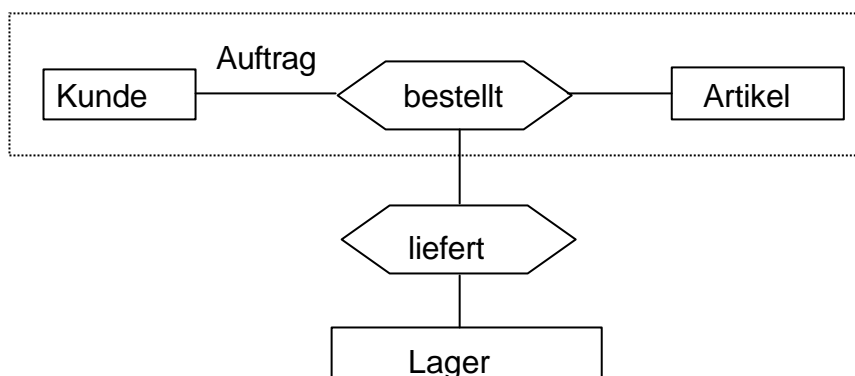 Auftrag
Kunde
bestellt
Artikel
liefert
Lager